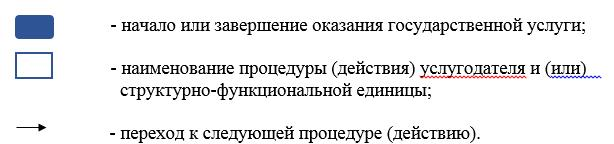 - начало или завершение оказания государственной услуги;
- наименование процедуры (действия) услугодателя и (или)
структурно-функциональной единицы;
- переход к следующей процедуре (действию).